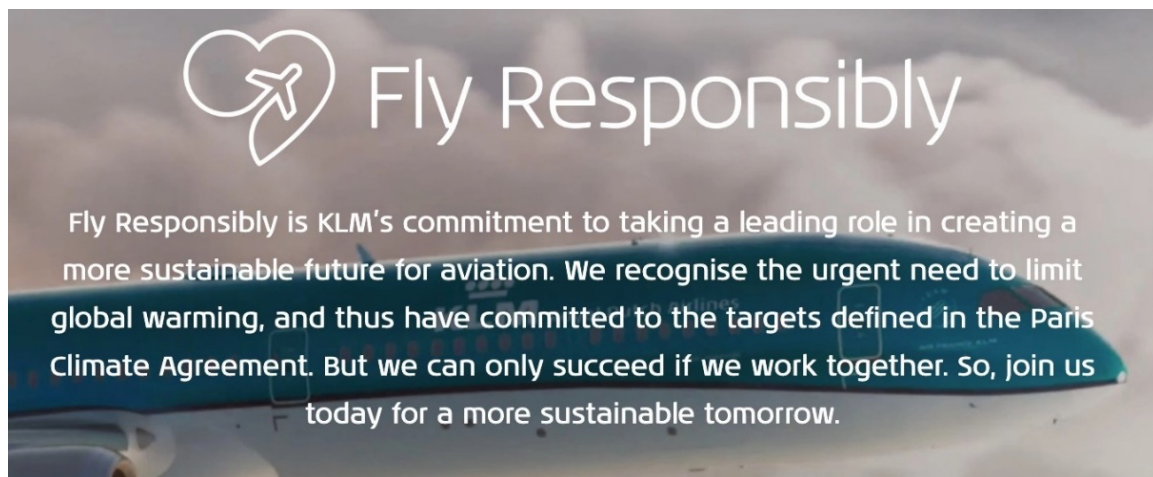 Fly Responsibly
Fly Responsibly is KLM's commitment to taking a leading role in creating a
more sustainable future for aviation. We recognise the urgent need to limit
global warming, and thus have committed to the targets defined in the Paris
Climate Agreement. But we can only succeed if we work together. So, join us
today for a more sustainable tomorrow.
KLM